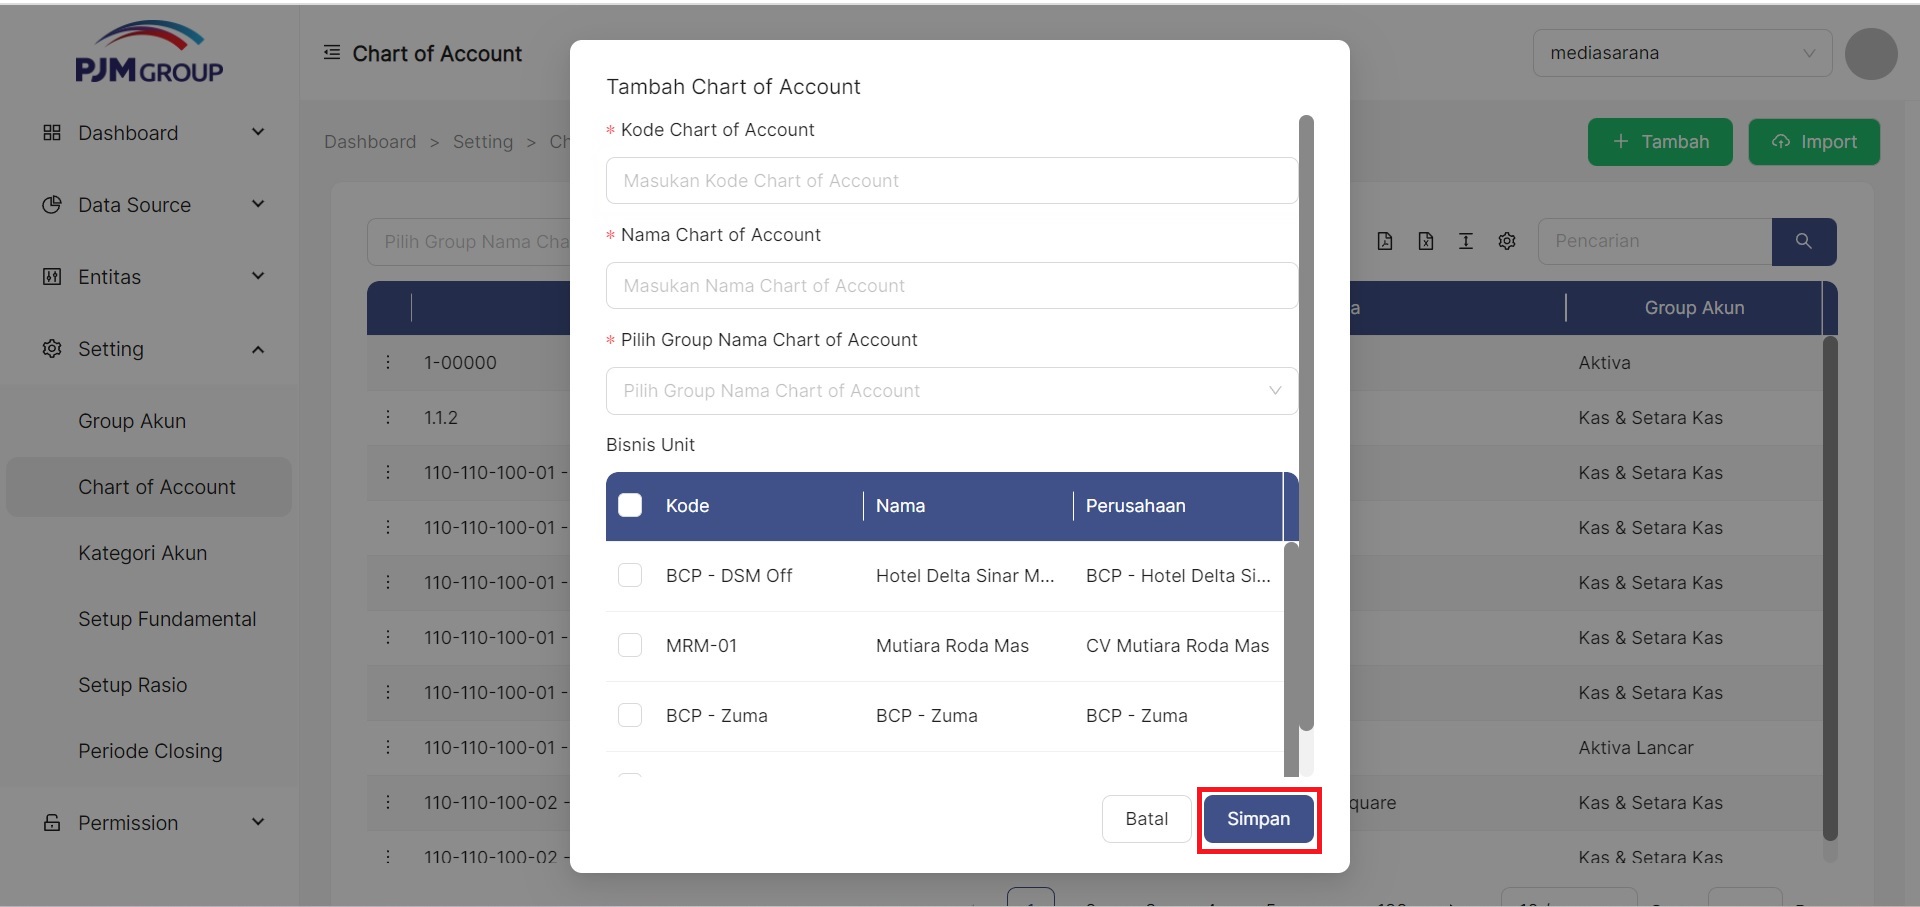 PJM GROUP
Chart of Account
mediasarana
Dashboard
Data Source
Entitas
Setting
Group Akun
Chart of Account
Kategori Akun
Setup Fundamental
Setup Rasio
Periode Closing
Permission
Dashboard > Setting > Ch
+ Tambah
Import
Pilih Group Nama Cha
Pencarian
a
Group Akun
1-00000
Aktiva
1.1.2
Kas & Setara Kas
110-110-100-01 -
Kas & Setara Kas
110-110-100-01 -
Kas & Setara Kas
110-110-100-01 -
Kas & Setara Kas
110-110-100-01 -
Kas & Setara Kas
110-110-100-01 -
Kas & Setara Kas
110-110-100-01 -
Aktiva Lancar
110-110-100-02 -
quare
Kas & Setara Kas
110-110-100-02 -
Kas & Setara Kas
Tambah Chart of Account
* Kode Chart of Account
Masukan Kode Chart of Account
* Nama Chart of Account
Masukan Nama Chart of Account
* Pilih Group Nama Chart of Account
Pilih Group Nama Chart of Account
Bisnis Unit
Kode Nama Perusahaan
BCP - DSM Off Hotel Delta Sinar M... BCP - Hotel Delta Si...
MRM-01 Mutiara Roda Mas CV Mutiara Roda Mas
BCP - Zuma BCP - Zuma BCP - Zuma
Batal
Simpan